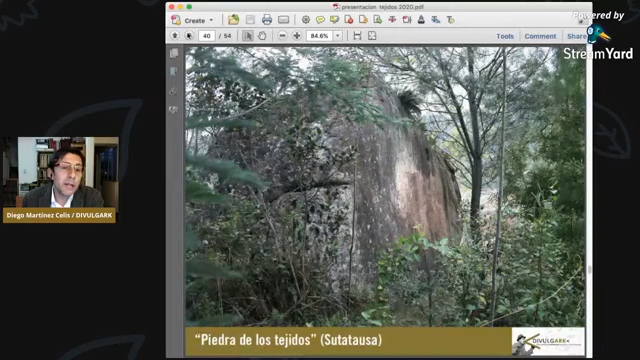 presentacion tejidos 2020.pdf
Powered by
StreamYard
Create
40 / 54
84.6%
Tools
Comment
Share
Diego Martínez Celis / DIVULGARK
“Piedra de los tejidos” (Sutatausa)
DIVULGARK